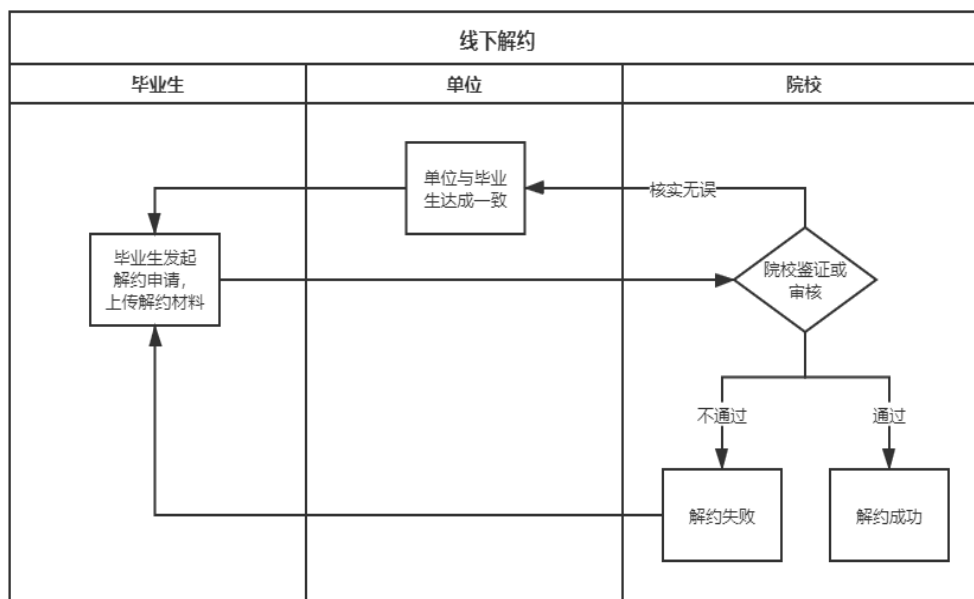 线下解约
毕业生
单位
院校
单位与毕业
生达成一致
核实无误
毕业生发起
解约申请，
上传解约材料
院校鉴证或
审核
不通过
通过
解约失败
解约成功